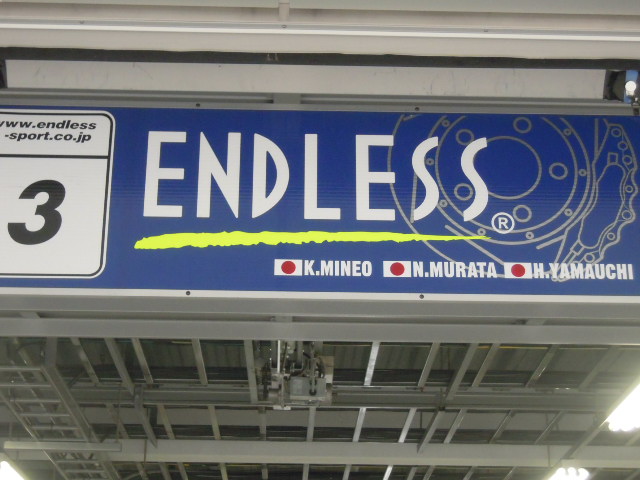 www.endless
-sport.co.jp
3
ENDLESS®
K.MINEO N.MURATA H.YAMAUCHI